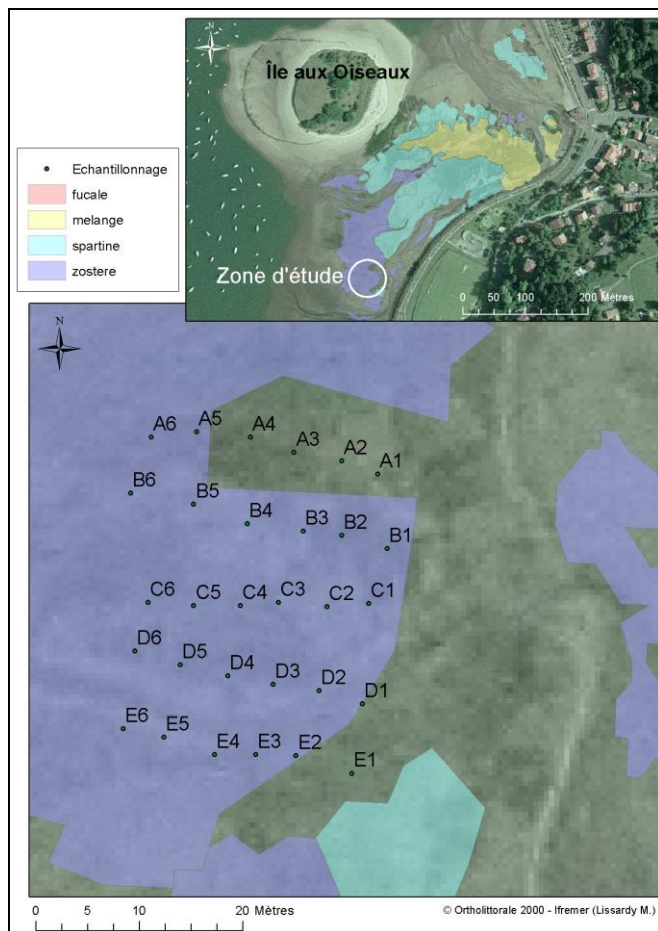 N
Île aux Oiseaux
Echantillonnage
fucale
melange
spartine
zostere
Zone d'étude
0 50 100 200 Mètres
N
A6 A5 A4 A3 A2 A1
B6 B5 B4 B3 B2 B1
C6 C5 C4 C3 C2 C1
D6 D5 D4 D3 D2 D1
E6 E5 E4 E3 E2 E1
0 5 10 20 Mètres
© Ortholittorale 2000 - Ifremer (Lissardy M.)